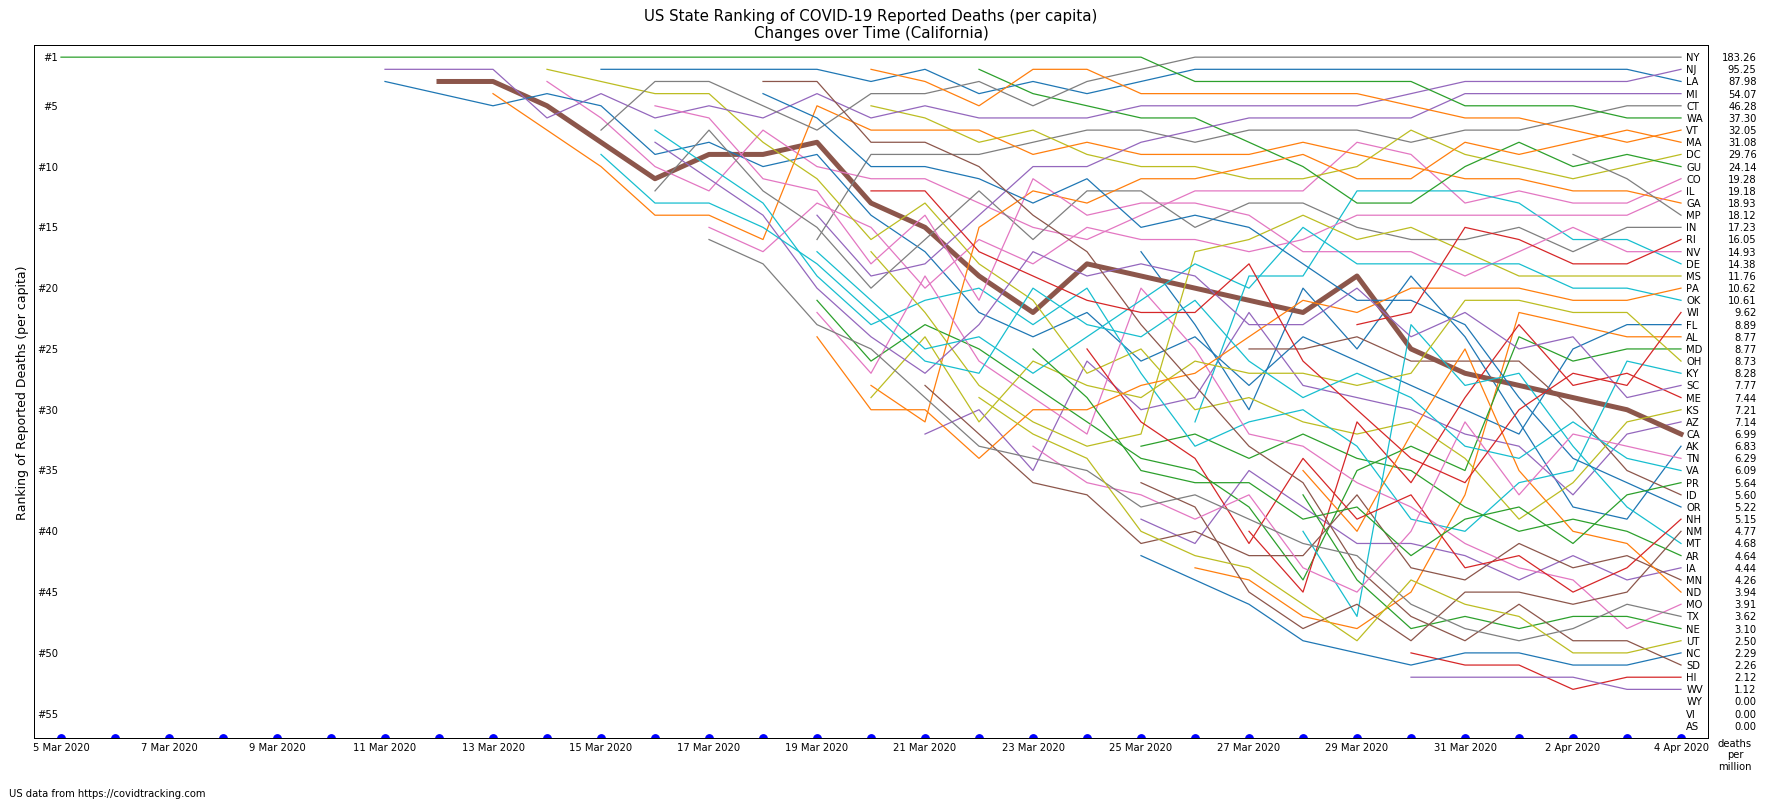 US State Ranking of COVID-19 Reported Deaths (per capita)
Changes over Time (California)
Ranking of Reported Deaths (per capita)
#1
#5
#10
#15
#20
#25
#30
#35
#40
#45
#50
#55
NY 183.26
NJ 95.25
LA 87.98
MI 54.07
CT 46.28
WA 37.30
VT 32.05
MA 31.08
DC 29.76
GU 24.14
CO 19.28
IL 19.18
GA 18.93
MP 18.12
IN 17.23
RI 16.05
NV 14.93
DE 14.38
MS 11.76
PA 10.62
OK 10.61
WI 9.62
FL 8.89
AL 8.77
MD 8.77
OH 8.73
KY 8.28
SC 7.77
ME 7.44
KS 7.21
AZ 7.14
CA 6.99
AK 6.83
TN 6.29
VA 6.09
PR 5.64
ID 5.60
OR 5.22
NH 5.15
NM 4.77
MT 4.68
AR 4.64
IA 4.44
MN 4.26
ND 3.94
MO 3.91
TX 3.62
NE 3.10
UT 2.50
NC 2.29
SD 2.26
HI 2.12
WV 1.12
WY 0.00
VI 0.00
AS 0.00
5 Mar 2020 7 Mar 2020 9 Mar 2020 11 Mar 2020 13 Mar 2020 15 Mar 2020 17 Mar 2020 19 Mar 2020 21 Mar 2020 23 Mar 2020 25 Mar 2020 27 Mar 2020 29 Mar 2020 31 Mar 2020 2 Apr 2020 4 Apr 2020
deaths
per
million
US data from https://covidtracking.com